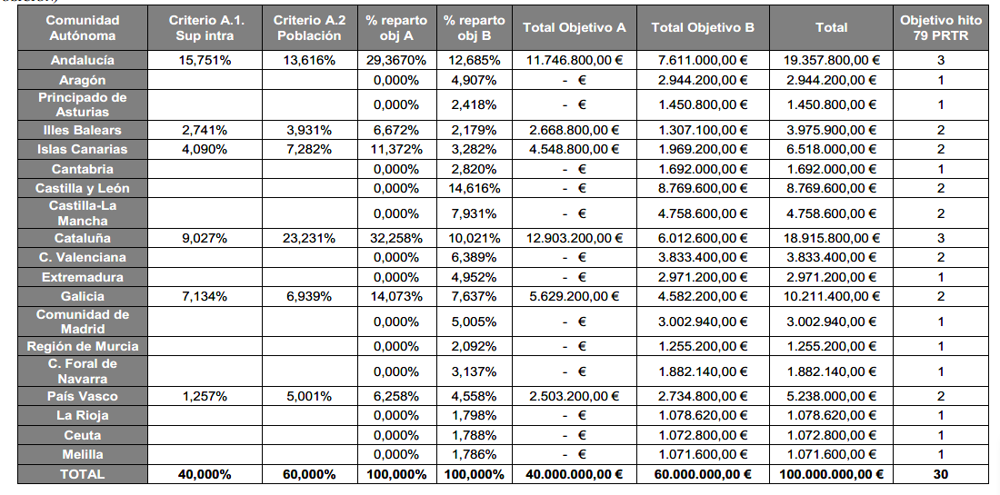 Comunidad Autónoma | Criterio A.1. Sup intra | Criterio A.2 Población | % reparto obj A | % reparto obj B | Total Objetivo A | Total Objetivo B | Total | Objetivo hito 79 PRTR
Andalucía | 15,751% | 13,616% | 29,3670% | 12,685% | 11.746.800,00 € | 7.611.000,00 € | 19.357.800,00 € | 3
Aragón | | | 0,000% | 4,907% | - € | 2.944.200,00 € | 2.944.200,00 € | 1
Principado de Asturias | | | 0,000% | 2,418% | - € | 1.450.800,00 € | 1.450.800,00 € | 1
Illes Balears | 2,741% | 3,931% | 6,672% | 2,179% | 2.668.800,00 € | 1.307.100,00 € | 3.975.900,00 € | 2
Islas Canarias | 4,090% | 7,282% | 11,372% | 3,282% | 4.548.800,00 € | 1.969.200,00 € | 6.518.000,00 € | 2
Cantabria | | | 0,000% | 2,820% | - € | 1.692.000,00 € | 1.692.000,00 € | 1
Castilla y León | | | 0,000% | 14,616% | - € | 8.769.600,00 € | 8.769.600,00 € | 2
Castilla-La Mancha | | | 0,000% | 7,931% | - € | 4.758.600,00 € | 4.758.600,00 € | 2
Cataluña | 9,027% | 23,231% | 32,258% | 10,021% | 12.903.200,00 € | 6.012.600,00 € | 18.915.800,00 € | 3
C. Valenciana | | | 0,000% | 6,389% | - € | 3.833.400,00 € | 3.833.400,00 € | 2
Extremadura | | | 0,000% | 4,952% | - € | 2.971.200,00 € | 2.971.200,00 € | 1
Galicia | 7,134% | 6,939% | 14,073% | 7,637% | 5.629.200,00 € | 4.582.200,00 € | 10.211.400,00 € | 2
Comunidad de Madrid | | | 0,000% | 5,005% | - € | 3.002.940,00 € | 3.002.940,00 € | 1
Región de Murcia | | | 0,000% | 2,092% | - € | 1.255.200,00 € | 1.255.200,00 € | 1
C. Foral de Navarra | | | 0,000% | 3,137% | - € | 1.882.140,00 € | 1.882.140,00 € | 1
País Vasco | 1,257% | 5,001% | 6,258% | 4,558% | 2.503.200,00 € | 2.734.800,00 € | 5.238.000,00 € | 2
La Rioja | | | 0,000% | 1,798% | - € | 1.078.620,00 € | 1.078.620,00 € | 1
Ceuta | | | 0,000% | 1,788% | - € | 1.072.800,00 € | 1.072.800,00 € | 1
Melilla | | | 0,000% | 1,786% | - € | 1.071.600,00 € | 1.071.600,00 € | 1
TOTAL | 40,000% | 60,000% | 100,000% | 100,000% | 40.000.000,00 € | 60.000.000,00 € | 100.000.000,00 € | 30